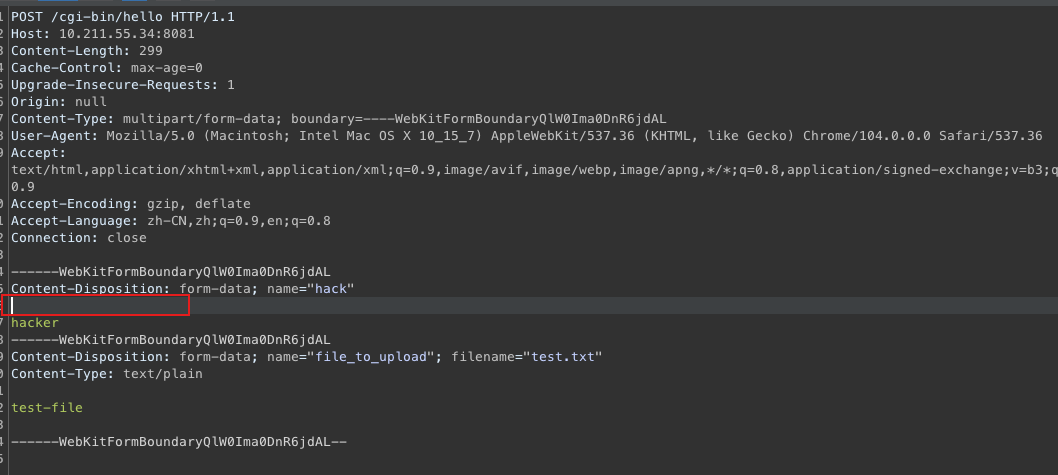 1 POST /cgi-bin/hello HTTP/1.1
2 Host: 10.211.55.34:8081
3 Content-Length: 299
4 Cache-Control: max-age=0
5 Upgrade-Insecure-Requests: 1
6 Origin: null
7 Content-Type: multipart/form-data; boundary=----WebKitFormBoundaryQlW0Ima0DnR6jdAL
8 User-Agent: Mozilla/5.0 (Macintosh; Intel Mac OS X 10_15_7) AppleWebKit/537.36 (KHTML, like Gecko) Chrome/104.0.0.0 Safari/537.36
9 Accept:
text/html,application/xhtml+xml,application/xml;q=0.9,image/avif,image/webp,image/apng,*/*;q=0.8,application/signed-exchange;v=b3;q
0.9
0 Accept-Encoding: gzip, deflate
1 Accept-Language: zh-CN,zh;q=0.9,en;q=0.8
2 Connection: close
3
4 ------WebKitFormBoundaryQlW0Ima0DnR6jdAL
5 Content-Disposition: form-data; name="hack"
7 hacker
8 ------WebKitFormBoundaryQlW0Ima0DnR6jdAL
9 Content-Disposition: form-data; name="file_to_upload"; filename="test.txt"
0 Content-Type: text/plain
1
2 test-file
3
4 ------WebKitFormBoundaryQlW0Ima0DnR6jdAL--
5